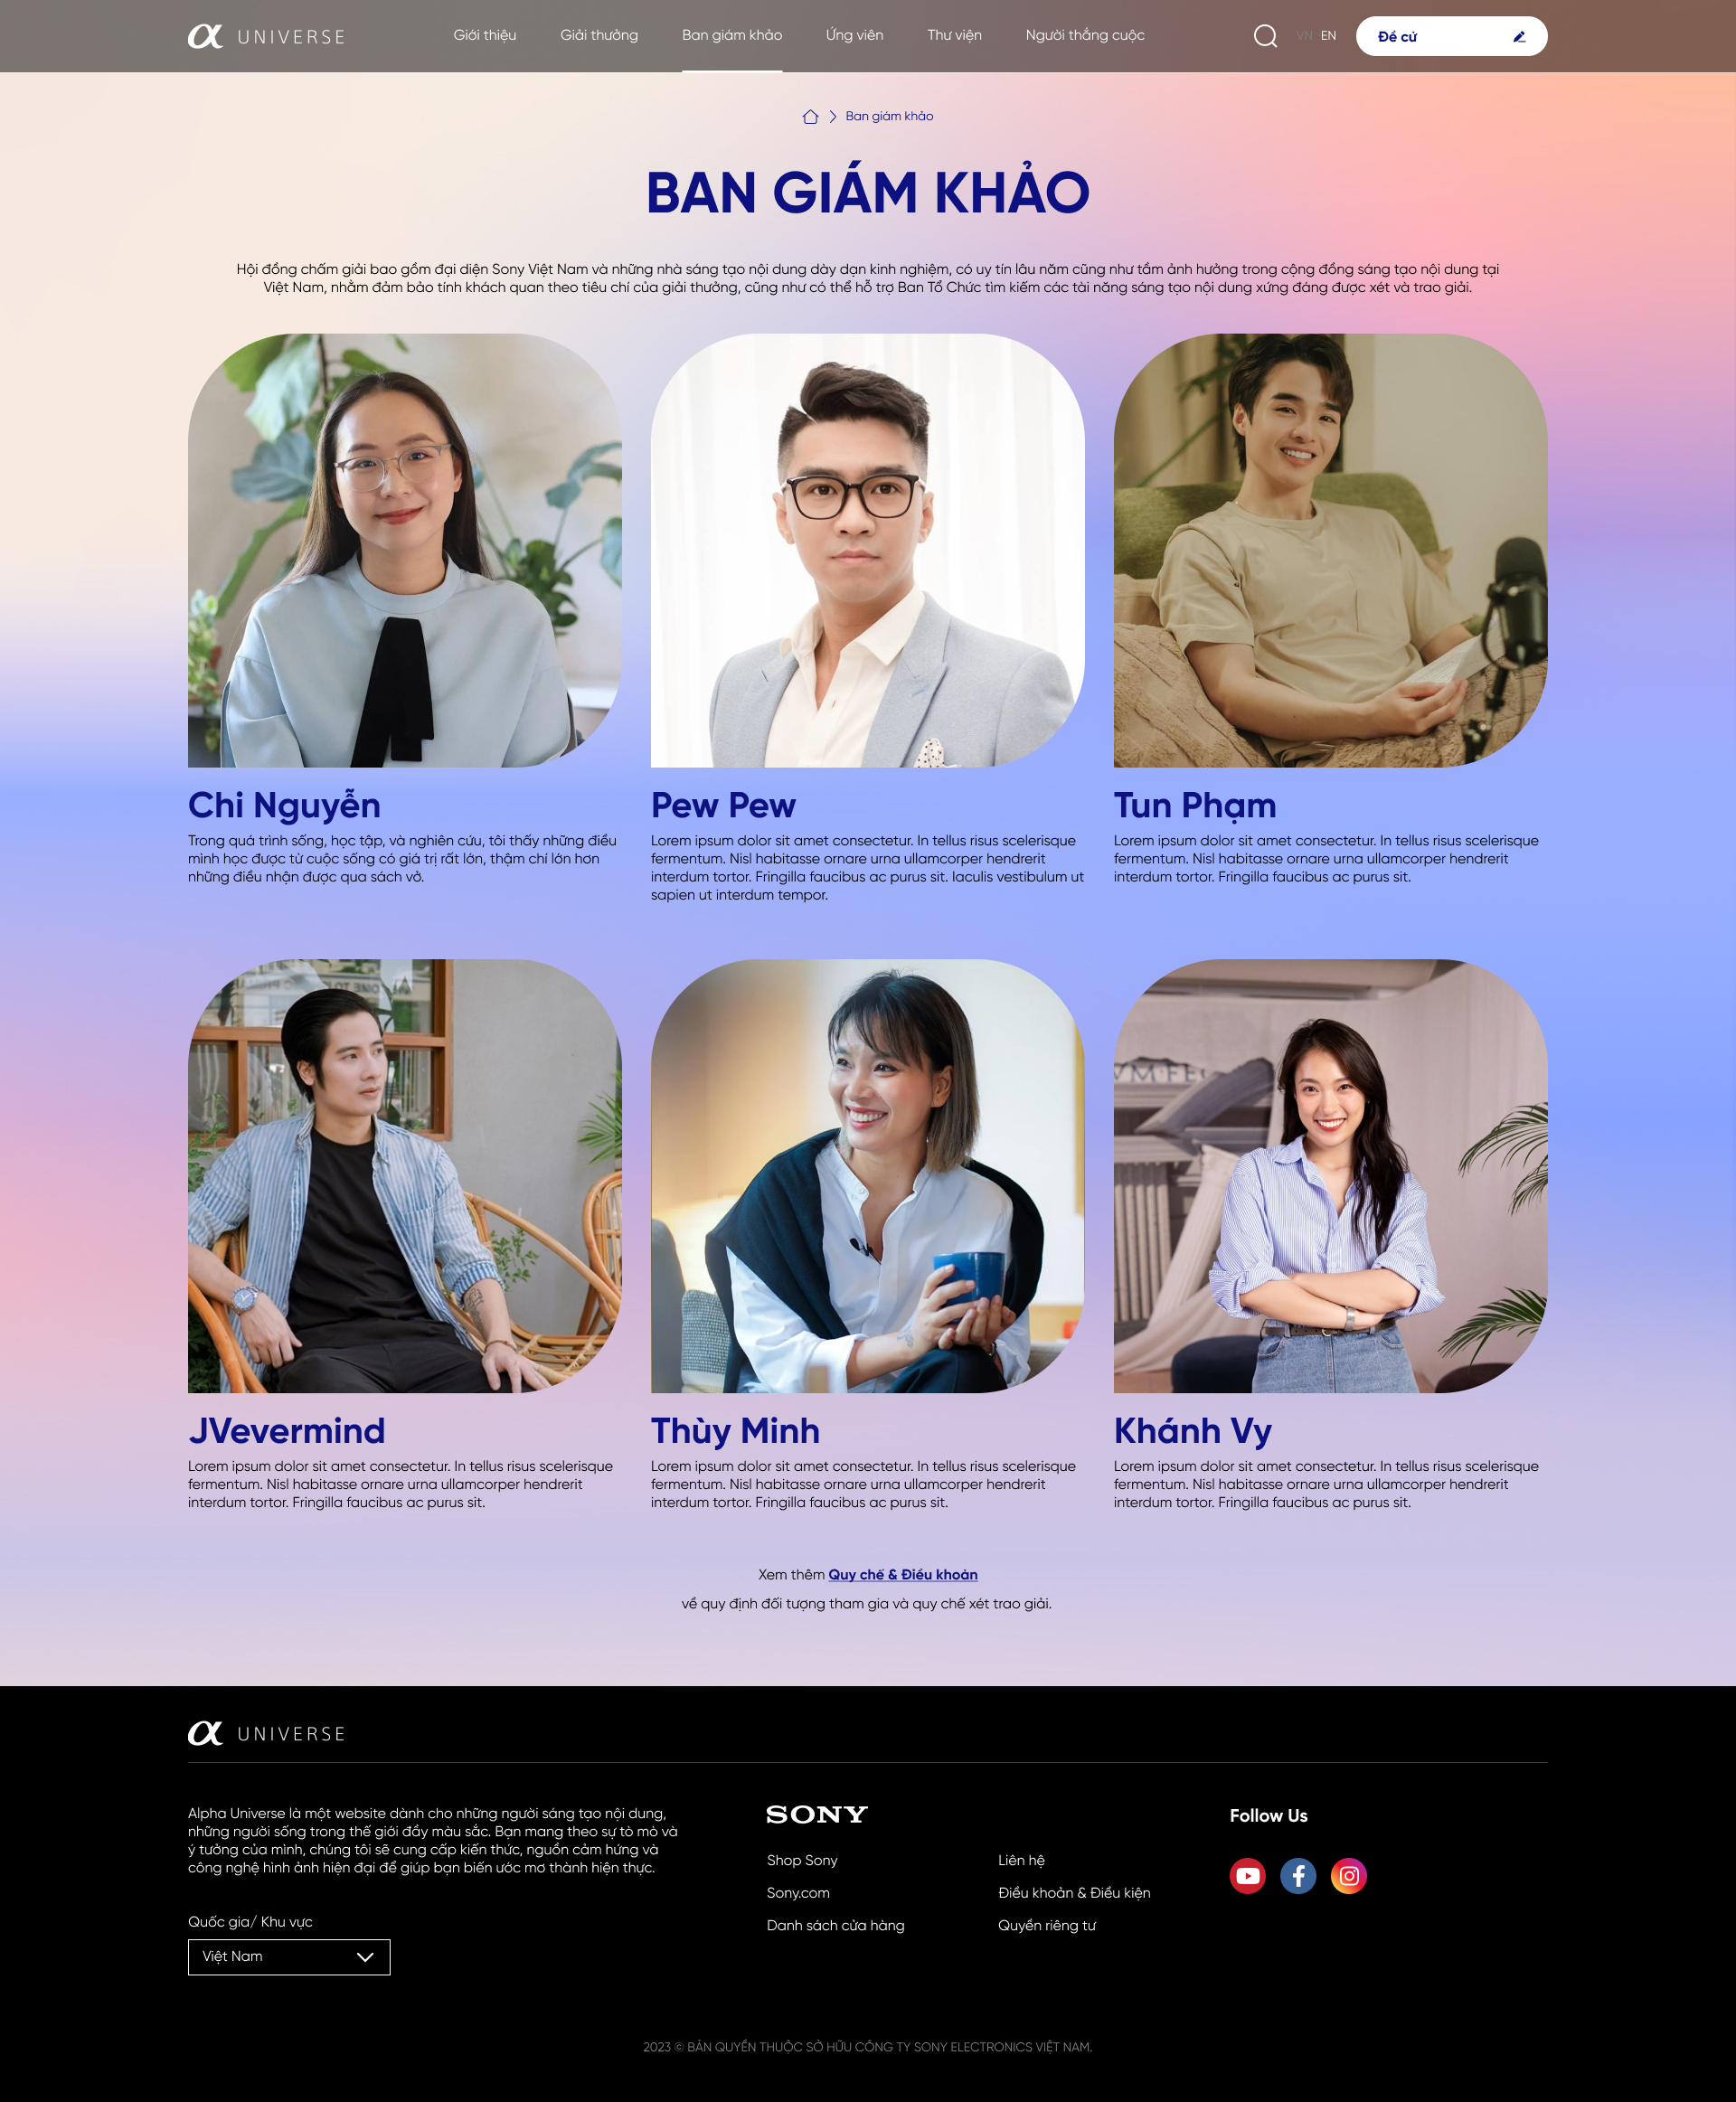 α UNIVERSE
Giới thiệu
Giải thưởng
Ban giám khảo
Ứng viên
Thư viện
Người thắng cuộc
VN EN
Đề cử
Ban giám khảo
BAN GIÁM KHẢO
Hội đồng chấm giải bao gồm đại diện Sony Việt Nam và những nhà sáng tạo nội dung dày dạn kinh nghiệm, có uy tín lâu năm cũng như tầm ảnh hưởng trong cộng đồng sáng tạo nội dung tại
Việt Nam, nhằm đảm bảo tính khách quan theo tiêu chí của giải thưởng, cũng như có thể hỗ trợ Ban Tổ Chức tìm kiếm các tài năng sáng tạo nội dung xứng đáng được xét và trao giải.
Chi Nguyễn
Trong quá trình sống, học tập, và nghiên cứu, tôi thấy những điều
mình học được từ cuộc sống có giá trị rất lớn, thậm chí lớn hơn
những điều nhận được qua sách vở.
Pew Pew
Lorem ipsum dolor sit amet consectetur. In tellus risus scelerisque
fermentum. Nisl habitasse ornare urna ullamcorper hendrerit
interdum tortor. Fringilla faucibus ac purus sit. Iaculis vestibulum ut
sapien ut interdum tempor.
Tun Phạm
Lorem ipsum dolor sit amet consectetur. In tellus risus scelerisque
fermentum. Nisl habitasse ornare urna ullamcorper hendrerit
interdum tortor. Fringilla faucibus ac purus sit.
JVevermind
Lorem ipsum dolor sit amet consectetur. In tellus risus scelerisque
fermentum. Nisl habitasse ornare urna ullamcorper hendrerit
interdum tortor. Fringilla faucibus ac purus sit.
Thùy Minh
Lorem ipsum dolor sit amet consectetur. In tellus risus scelerisque
fermentum. Nisl habitasse ornare urna ullamcorper hendrerit
interdum tortor. Fringilla faucibus ac purus sit.
Khánh Vy
Lorem ipsum dolor sit amet consectetur. In tellus risus scelerisque
fermentum. Nisl habitasse ornare urna ullamcorper hendrerit
interdum tortor. Fringilla faucibus ac purus sit.
Xem thêm Quy chế & Điều khoản
về quy định đối tượng tham gia và quy chế xét trao giải.
α UNIVERSE
Alpha Universe là một website dành cho những người sáng tạo nội dung,
những người sống trong thế giới đầy màu sắc. Bạn mang theo sự tò mò và
ý tưởng của mình, chúng tôi sẽ cung cấp kiến thức, nguồn cảm hứng và
công nghệ hình ảnh hiện đại để giúp bạn biến ước mơ thành hiện thực.
Quốc gia/ Khu vực
Việt Nam
SONY
Shop Sony
Sony.com
Danh sách cửa hàng
Liên hệ
Điều khoản & Điều kiện
Quyền riêng tư
Follow Us
2023 © BẢN QUYỀN THUỘC SỞ HỮU CÔNG TY SONY ELECTRONICS VIỆT NAM.